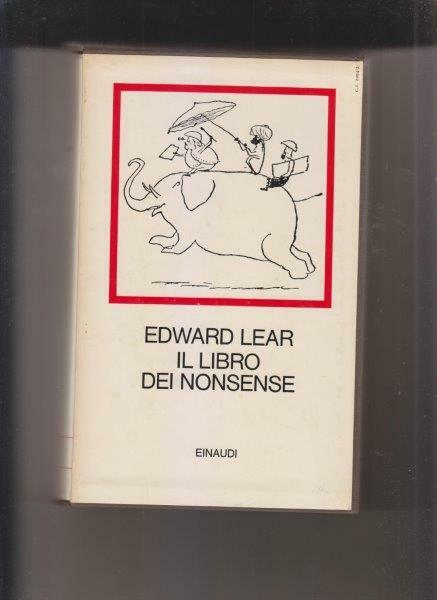 EDWARD LEAR
IL LIBRO
DEI NONSENSE
EINAUDI